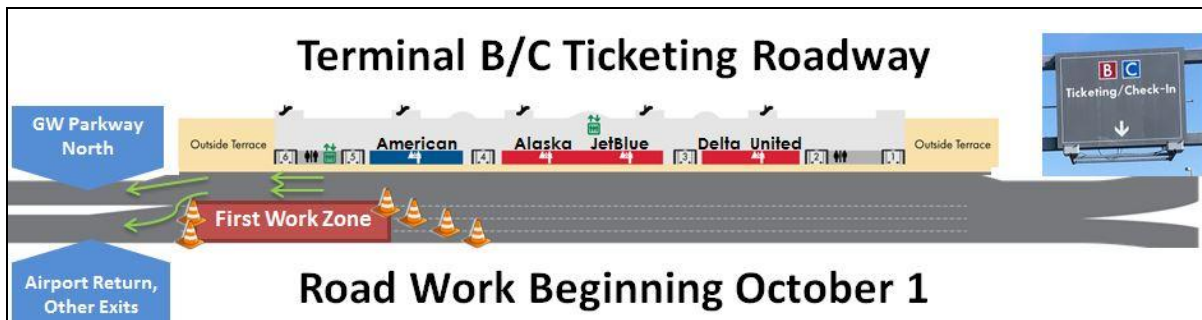 Terminal B/C Ticketing Roadway
B C
Ticketing/Check-In
GW Parkway
North
Outside Terrace
6
5
American
4
Alaska
JetBlue
3
Delta
United
2
1
Outside Terrace
First Work Zone
Airport Return,
Other Exits
Road Work Beginning October 1